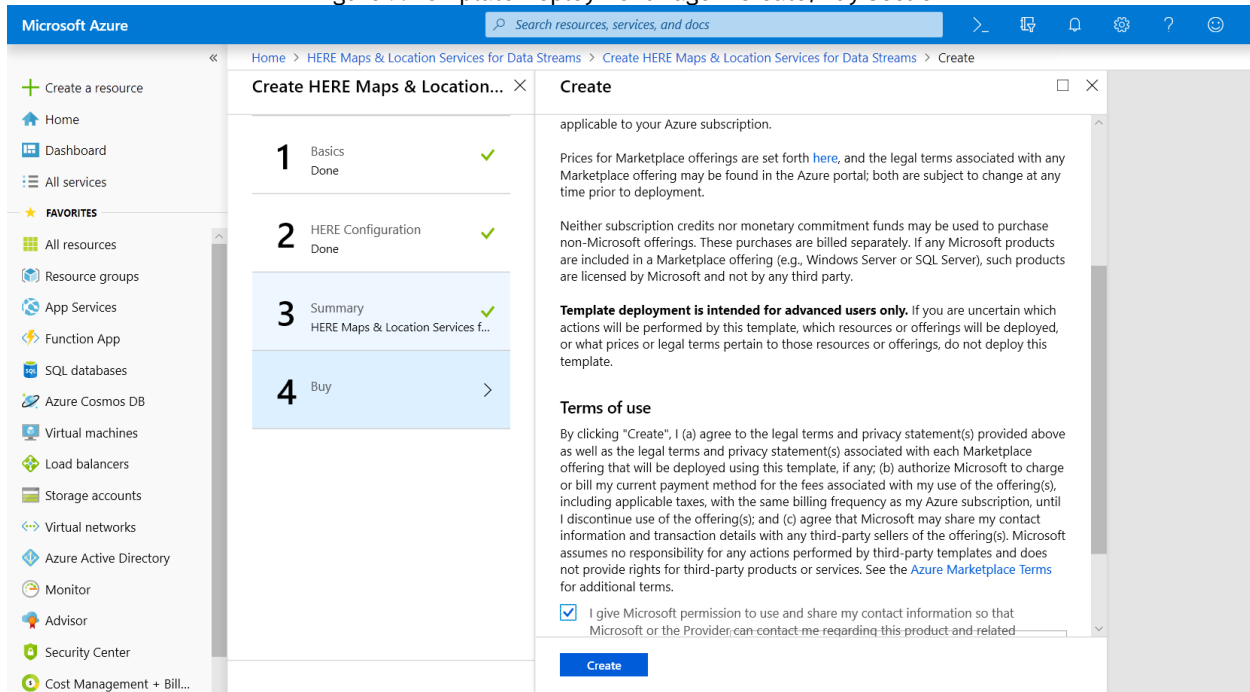 Microsoft Azure
Search resources, services, and docs
Home > HERE Maps & Location Services for Data Streams > Create HERE Maps & Location Services for Data Streams > Create
Create a resource
Home
Dashboard
All services
FAVORITES
All resources
Resource groups
App Services
Function App
SQL databases
Azure Cosmos DB
Virtual machines
Load balancers
Storage accounts
Virtual networks
Azure Active Directory
Monitor
Advisor
Security Center
Cost Management + Bill...
Create HERE Maps & Location...
1 Basics
Done
2 HERE Configuration
Done
3 Summary
HERE Maps & Location Services f...
4 Buy
Create
applicable to your Azure subscription.
Prices for Marketplace offerings are set forth here, and the legal terms associated with any
Marketplace offering may be found in the Azure portal; both are subject to change at any
time prior to deployment.
Neither subscription credits nor monetary commitment funds may be used to purchase
non-Microsoft offerings. These purchases are billed separately. If any Microsoft products
are included in a Marketplace offering (e.g., Windows Server or SQL Server), such products
are licensed by Microsoft and not by any third party.
Template deployment is intended for advanced users only. If you are uncertain which
actions will be performed by this template, which resources or offerings will be deployed,
or what prices or legal terms pertain to those resources or offerings, do not deploy this
template.
Terms of use
By clicking "Create", I (a) agree to the legal terms and privacy statement(s) provided above
as well as the legal terms and privacy statement(s) associated with each Marketplace
offering that will be deployed using this template, if any; (b) authorize Microsoft to charge
or bill my current payment method for the fees associated with my use of the offering(s),
including applicable taxes, with the same billing frequency as my Azure subscription, until
I discontinue use of the offering(s); and (c) agree that Microsoft may share my contact
information and transaction details with any third-party sellers of the offering(s). Microsoft
assumes no responsibility for any actions performed by third-party templates and does
not provide rights for third-party products or services. See the Azure Marketplace Terms
for additional terms.
I give Microsoft permission to use and share my contact information so that
Microsoft or the Provider can contact me regarding this product and related
Create